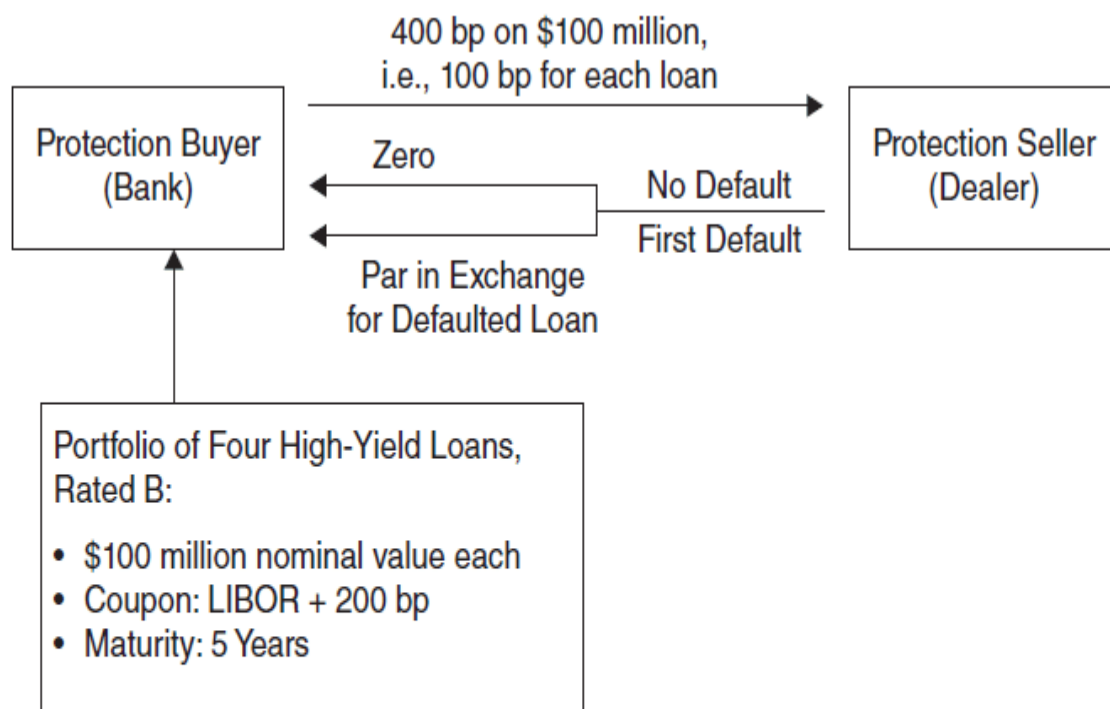 400 bp on $100 million,
i.e., 100 bp for each loan
Protection Buyer
(Bank)
Zero
No Default
First Default
Protection Seller
(Dealer)
Par in Exchange
for Defaulted Loan
Portfolio of Four High-Yield Loans,
Rated B:
• $100 million nominal value each
• Coupon: LIBOR + 200 bp
• Maturity: 5 Years